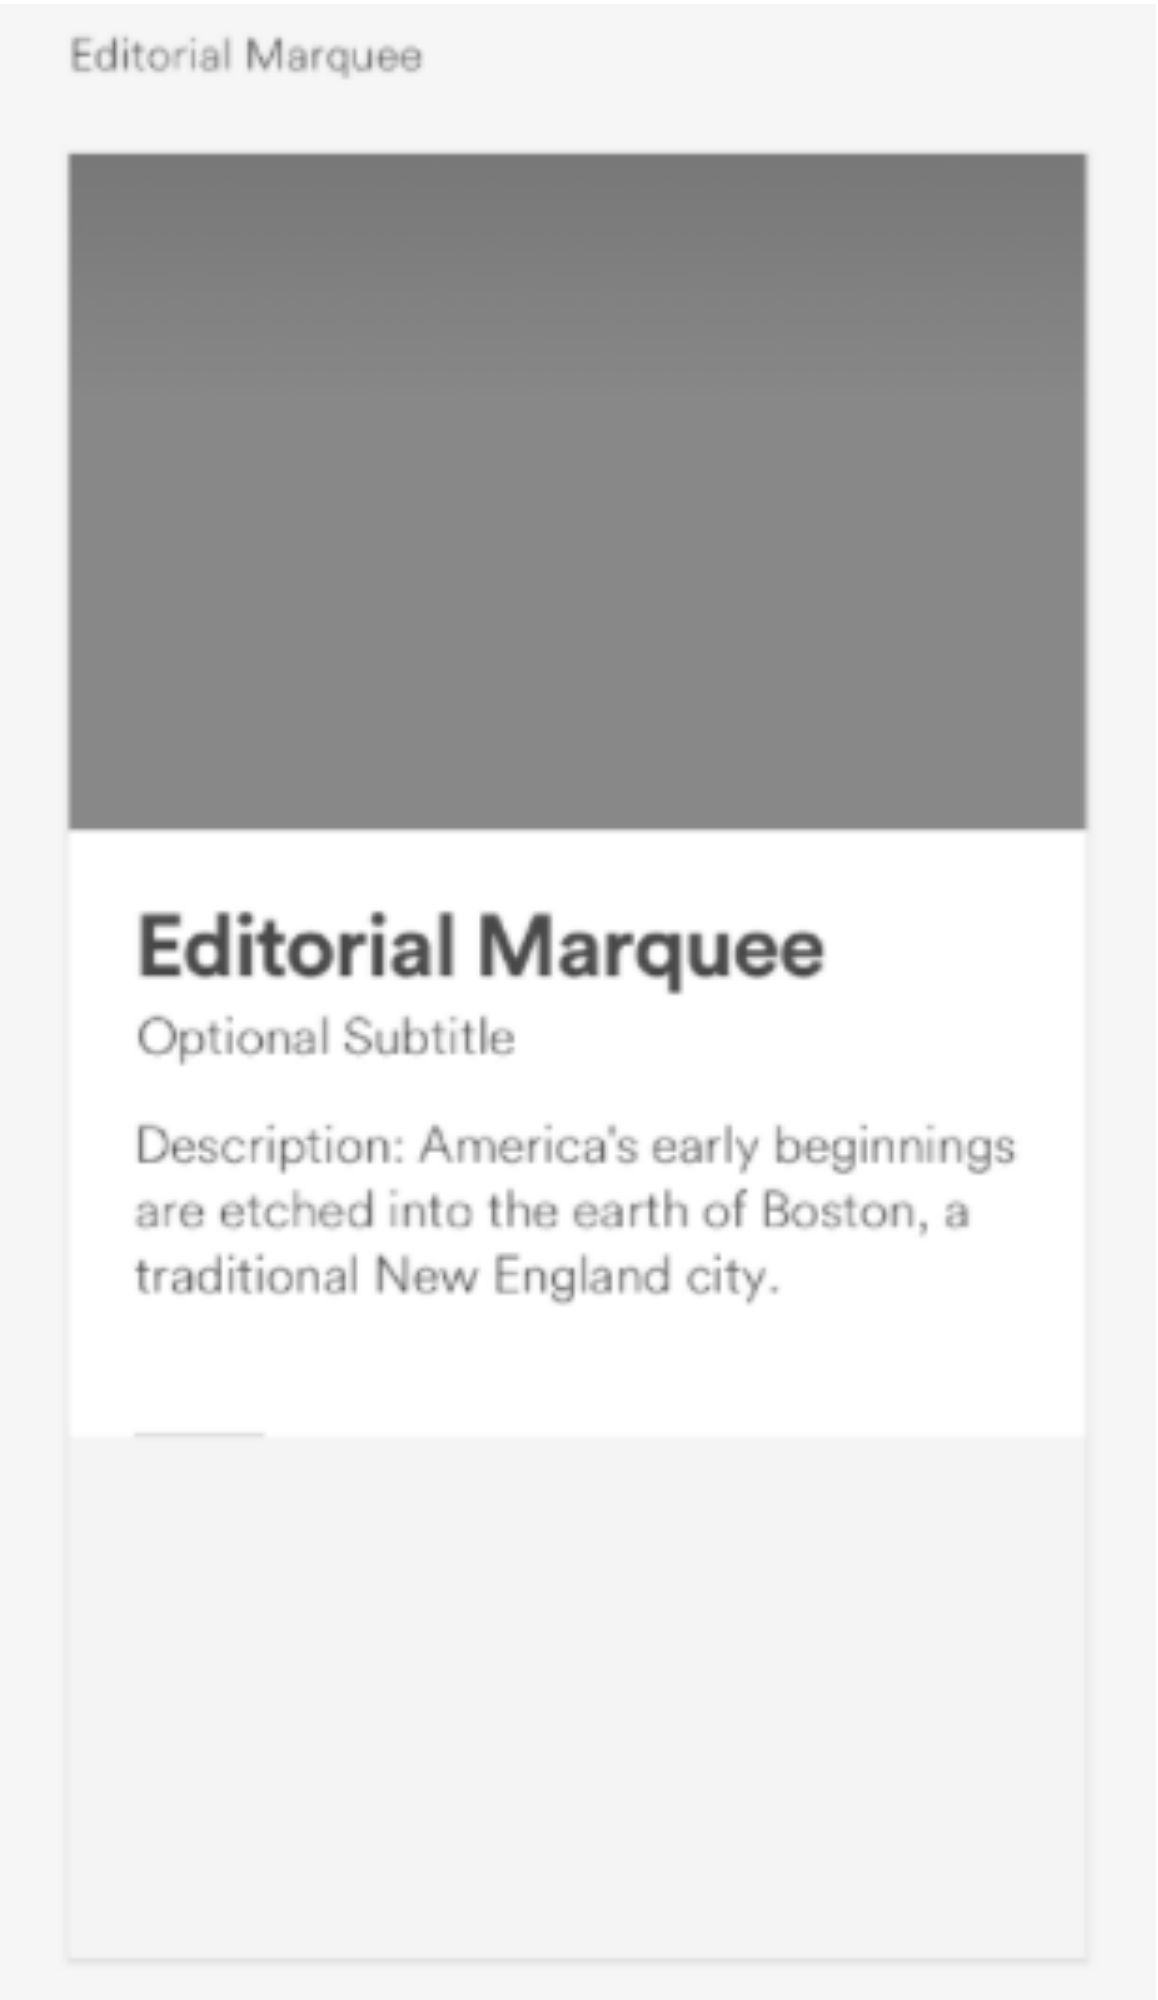 Editorial Marquee
Editorial Marquee
Optional Subtitle
Description: America's early beginnings
are etched into the earth of Boston, a
traditional New England city.